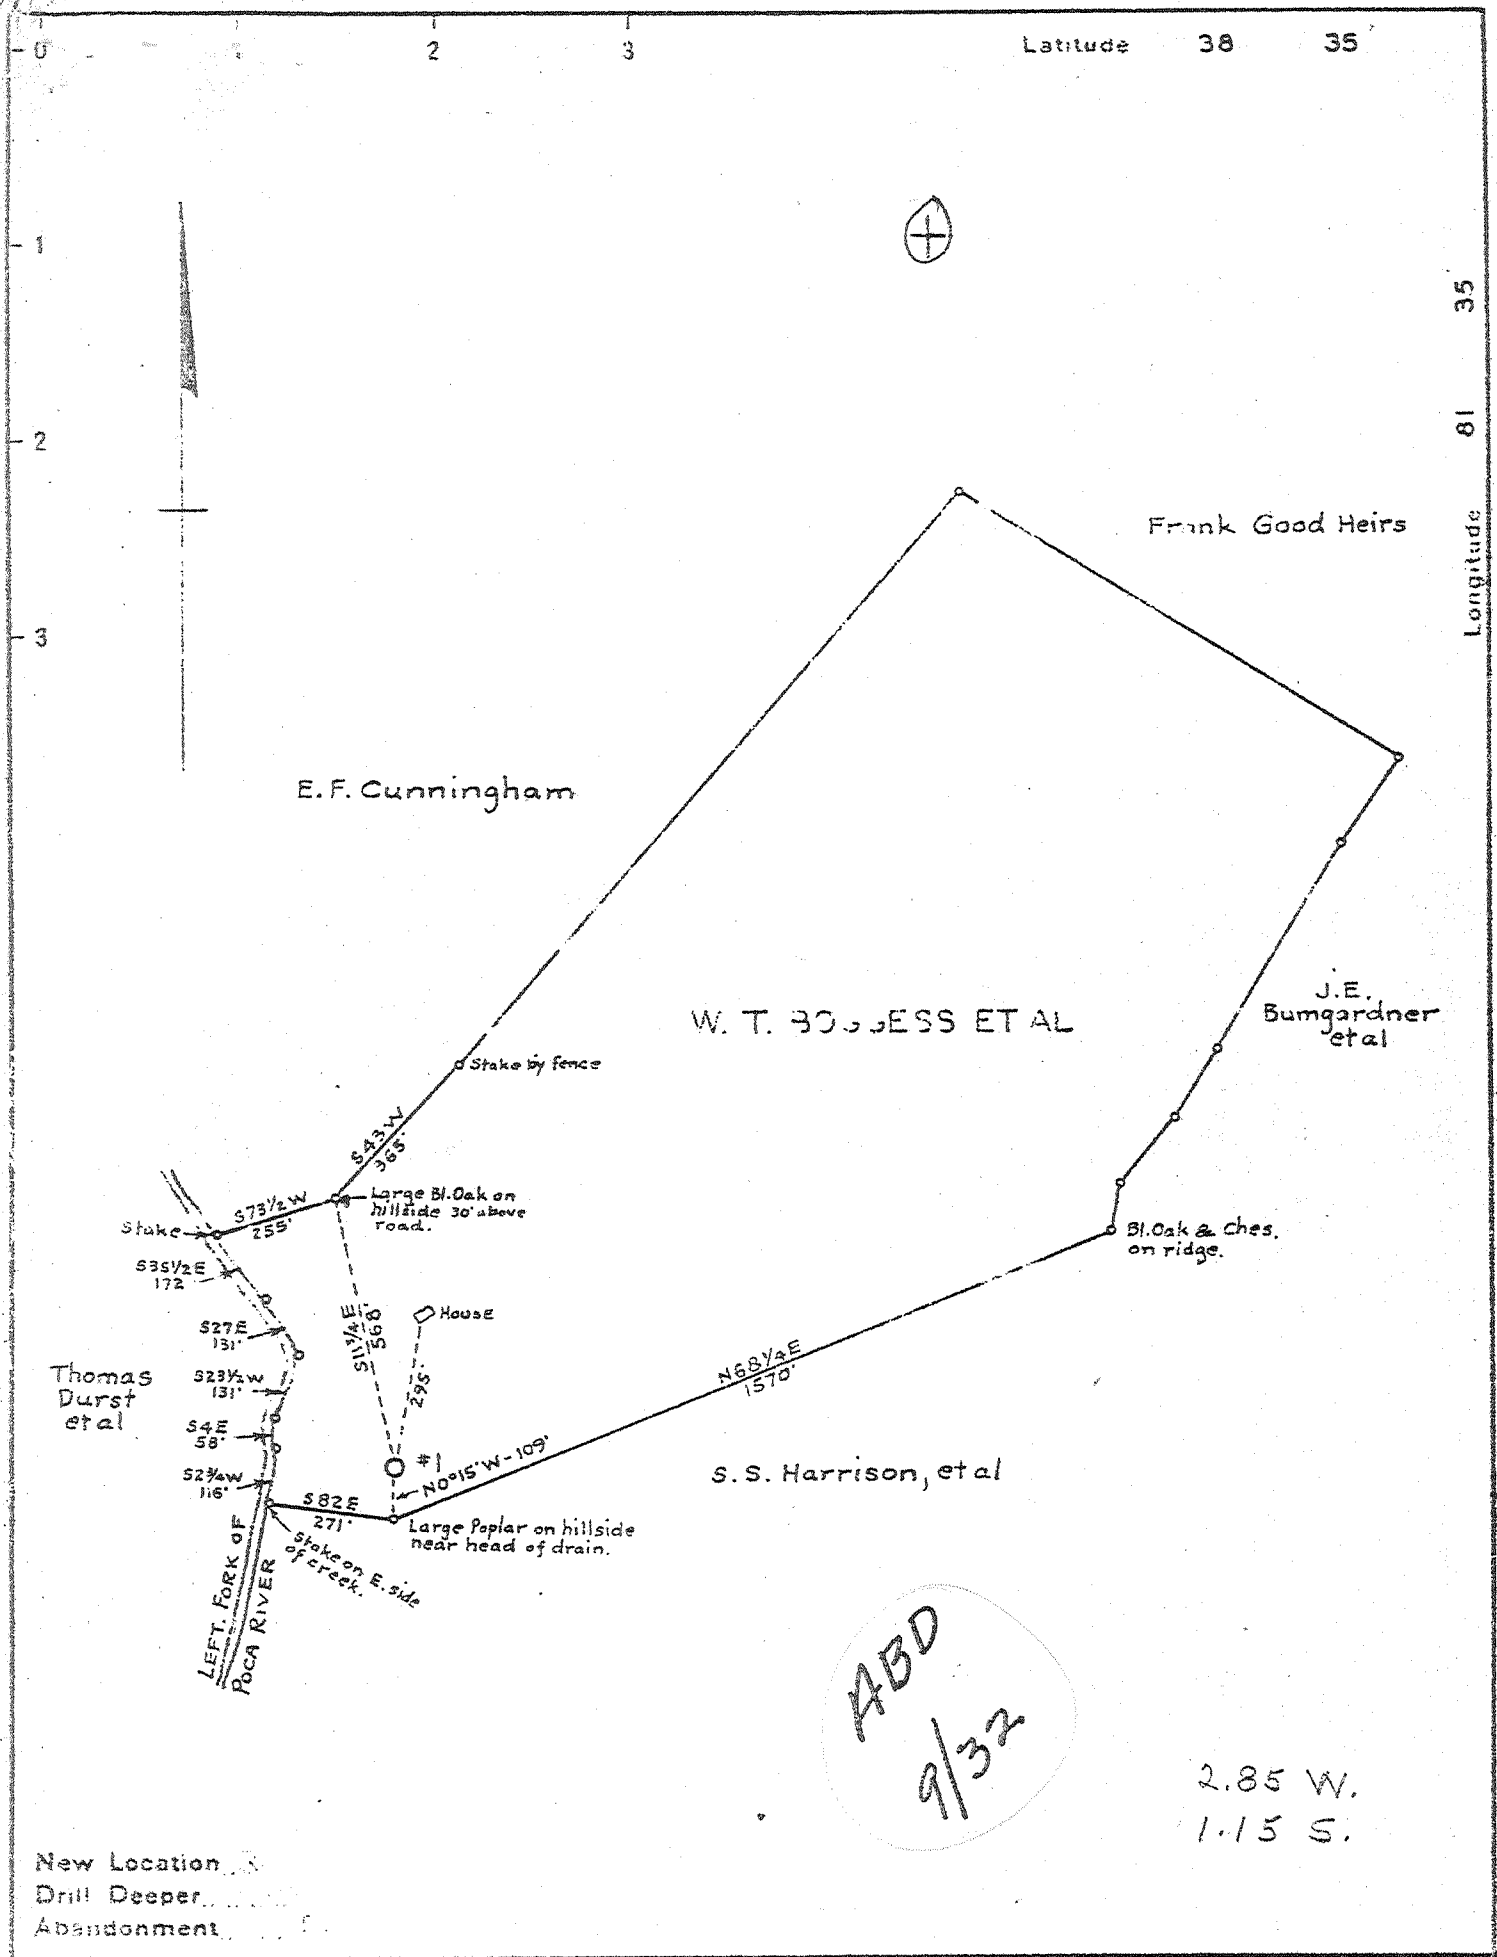 0 2 3 Latitude 38 35
1
2
3
35
81
Longitude
Frank Good Heirs
E.F. Cunningham
W. T. ET AL
J.E.
Bumgardner
et al
Stake by fence
S43W
365'
Large Bl. Oak on
hillside 30' above
road.
S73½W
255'
Stake
S35½E
172
S27E
131'
S23½W
131'
S4E
58'
S2¾W
116'
Thomas
Durst
et al
S11¼E
568'
House
295'
#1
N0°15'W-109'
N68¼E
1570'
Bl. Oak & Ches.
on ridge.
S.S. Harrison, et al
S82E
271'
Large Poplar on hillside
near head of drain.
Stake on E. side
of creek.
LEFT. FORK OF
POCA RIVER
ABD
9/32
2.85 W.
1.15 S.
New Location
Drill Deeper
Abandonment